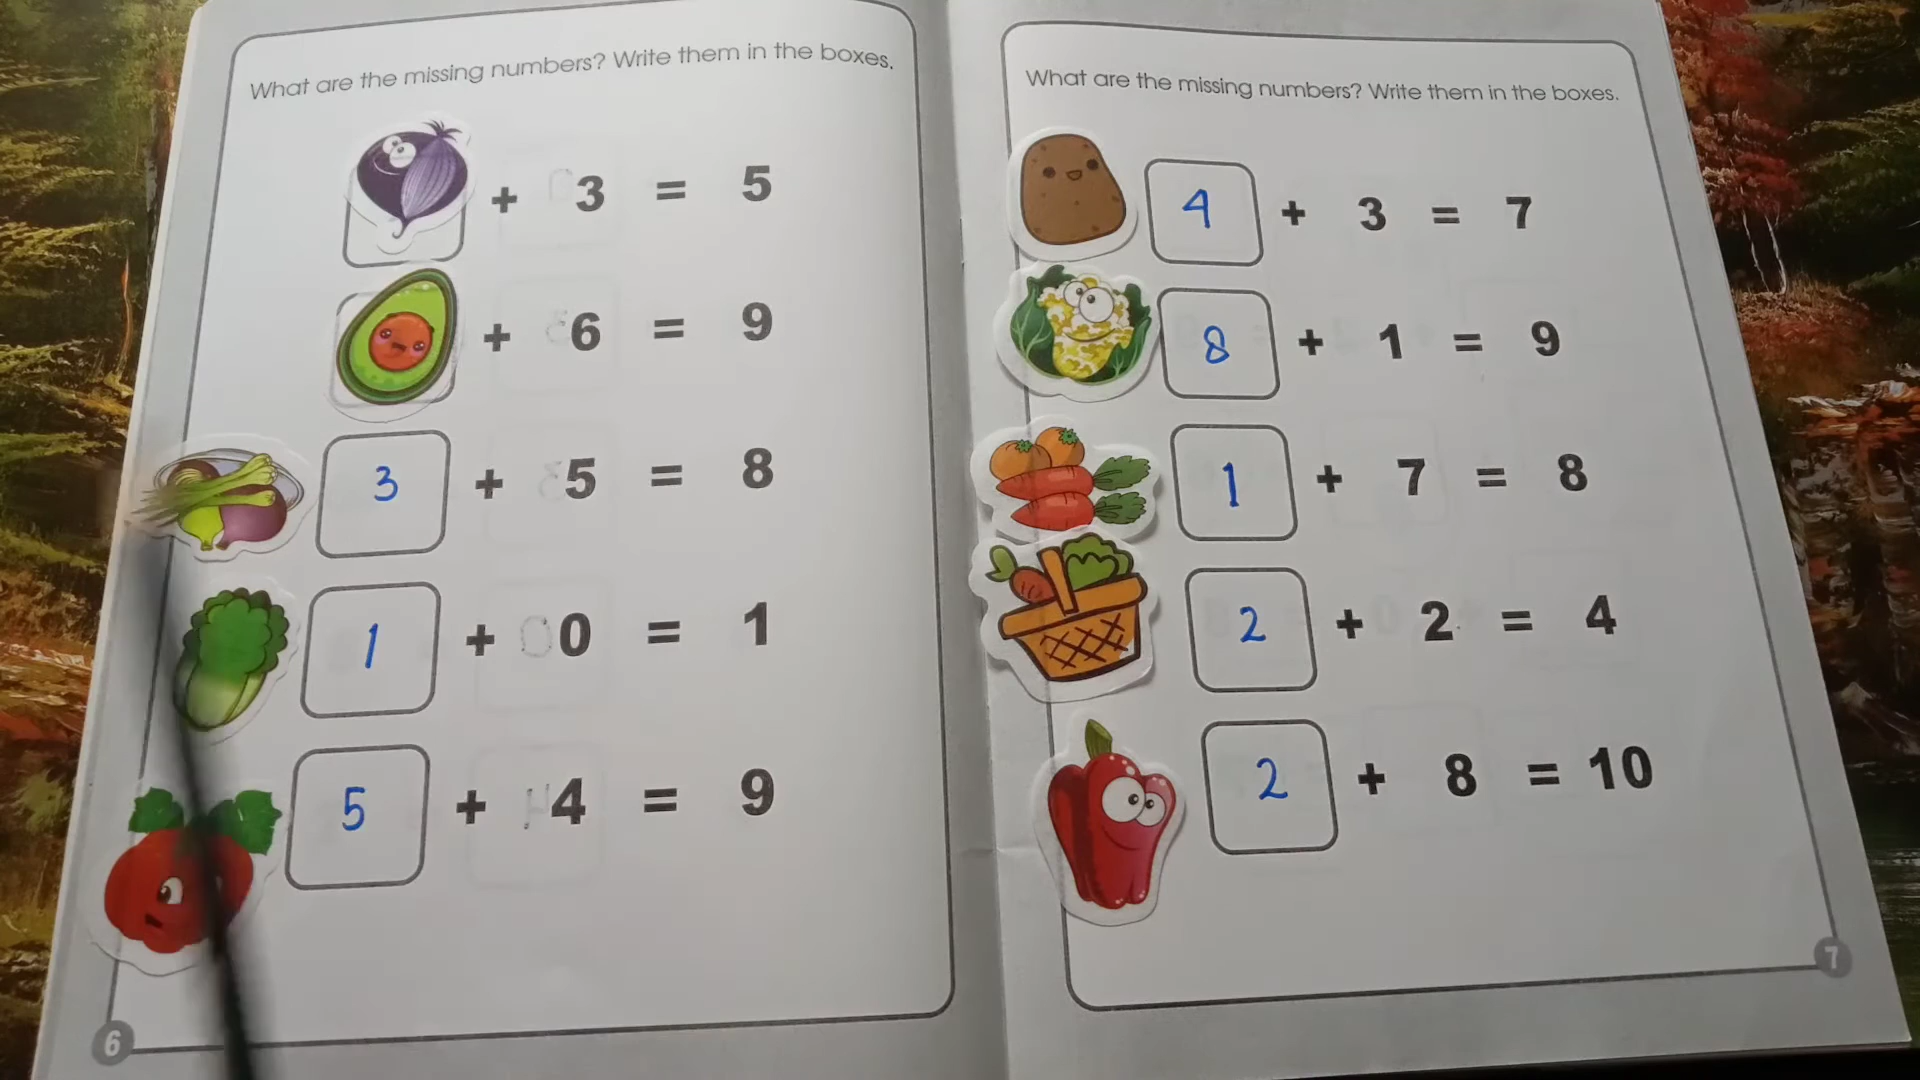 What are the missing numbers? Write them in the boxes.
+ 3 = 5
+ 6 = 9
3 + 5 = 8
1 + 0 = 1
5 + 4 = 9
6
What are the missing numbers? Write them in the boxes.
4 + 3 = 7
8 + 1 = 9
1 + 7 = 8
2 + 2 = 4
2 + 8 = 10
7